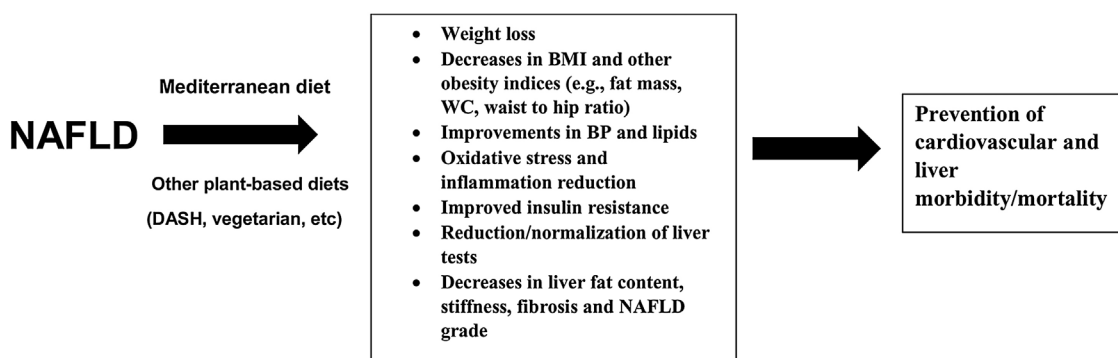 NAFLD
Mediterranean diet
Other plant-based diets
(DASH, vegetarian, etc)
• Weight loss
• Decreases in BMI and other
obesity indices (e.g., fat mass,
WC, waist to hip ratio)
• Improvements in BP and lipids
• Oxidative stress and
inflammation reduction
• Improved insulin resistance
• Reduction/normalization of liver
tests
• Decreases in liver fat content,
stiffness, fibrosis and NAFLD
grade
Prevention of
cardiovascular and
liver
morbidity/mortality